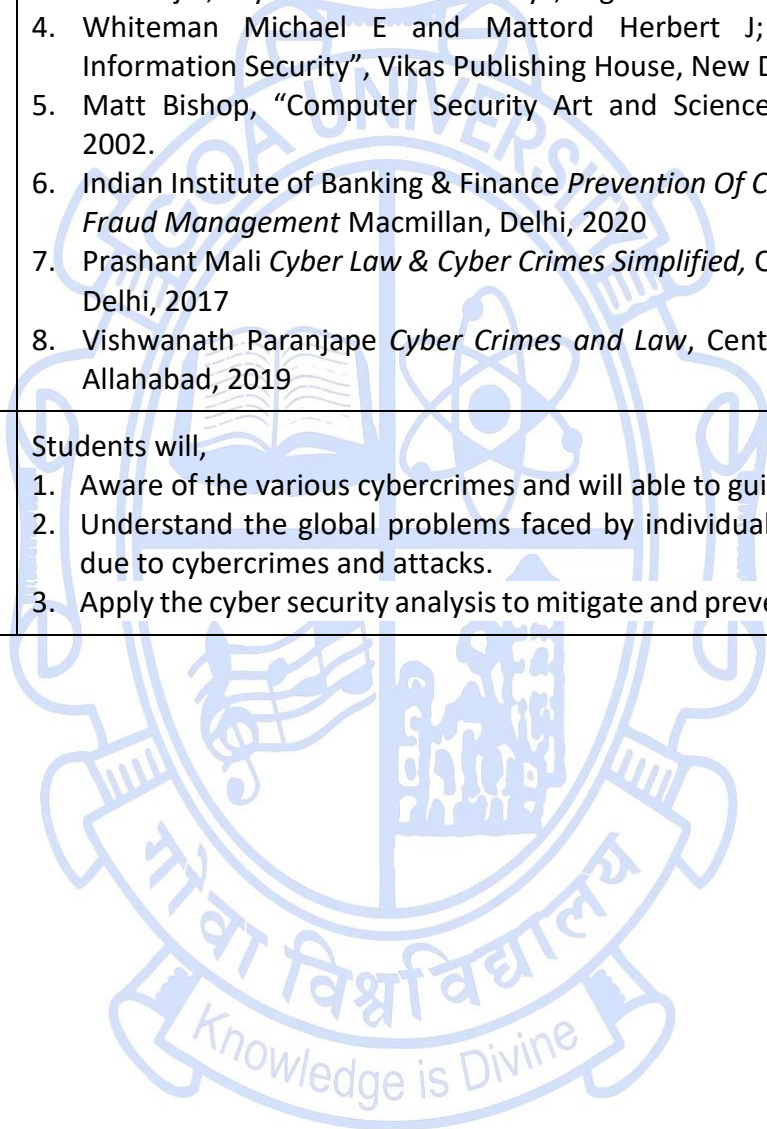 4. Whiteman Michael E and Mattord Herbert J;
Information Security”, Vikas Publishing House, New
5. Matt Bishop, “Computer Security Art and Science
2002.
6. Indian Institute of Banking & Finance Prevention Of
Fraud Management Macmillan, Delhi, 2020
7. Prashant Mali Cyber Law & Cyber Crimes Simplified,
Delhi, 2017
8. Vishwanath Paranjape Cyber Crimes and Law, Cent
Allahabad, 2019
Students will,
1. Aware of the various cybercrimes and will able to gui
2. Understand the global problems faced by individual
due to cybercrimes and attacks.
3. Apply the cyber security analysis to mitigate and prev
GOA UNIVERSITY
गोंवा विश्वविद्यालय
Knowledge is Divine